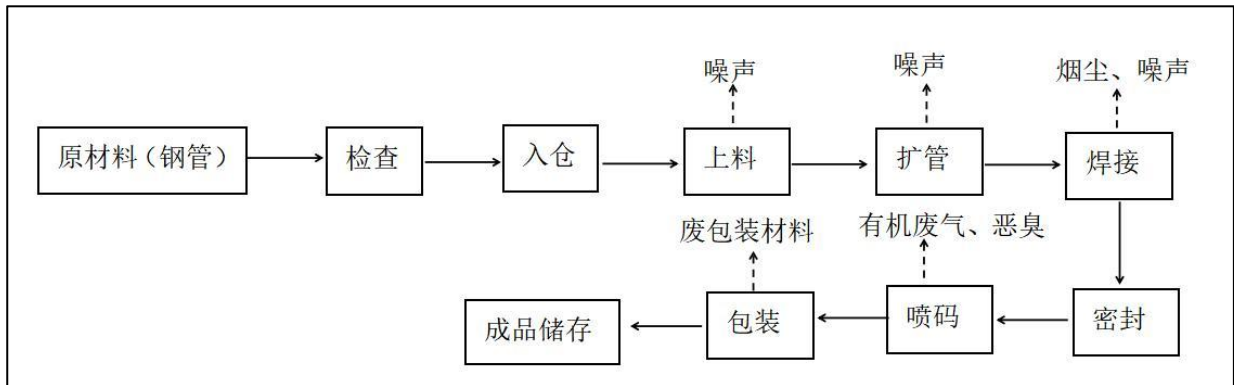 噪声
噪声
烟尘、噪声
原材料（钢管）
检查
入仓
上料
扩管
焊接
废包装材料
有机废气、恶臭
成品储存
包装
喷码
密封